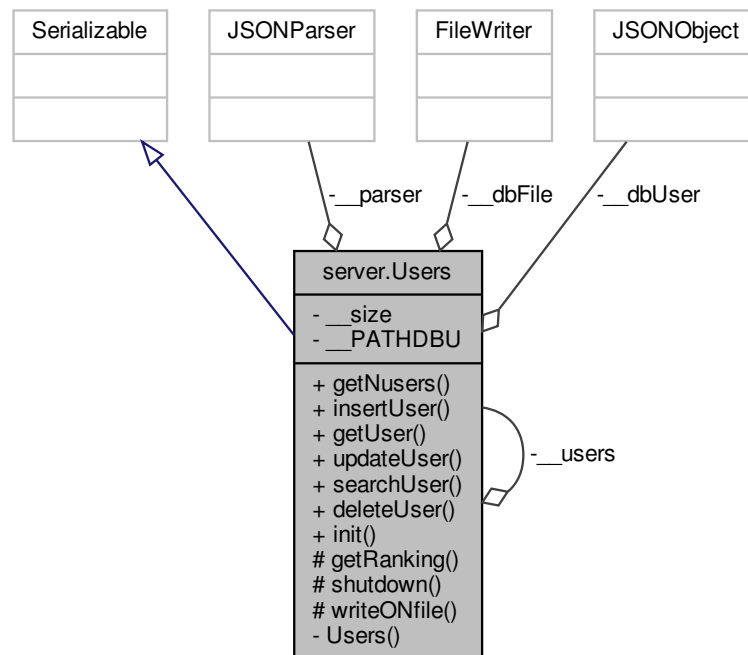 Serializable
JSONParser
FileWriter
JSONObject
-__parser
-__dbFile
-__dbUser
server.Users
- __size
- __PATHDBU
+ getNusers()
+ insertUser()
+ getUser()
+ updateUser()
+ searchUser()
+ deleteUser()
+ init()
# getRanking()
# shutdown()
# writeONfile()
- Users()
-__users